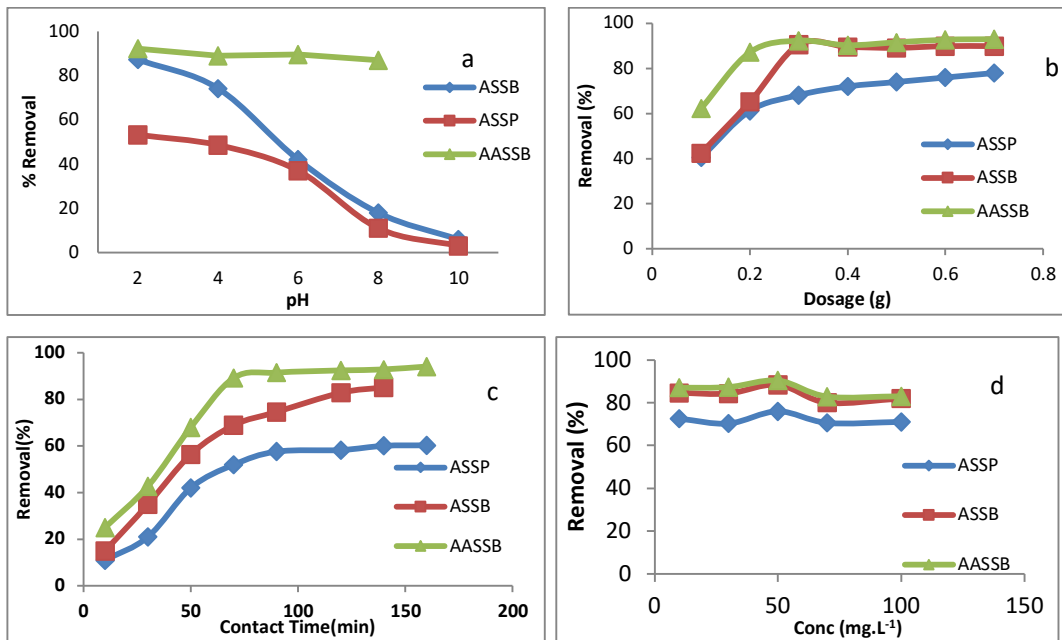 100
80
60
40
20
0
% Removal
2 4 6 8 10
pH
a
ASSB
ASSP
AASSB
100
80
60
40
20
0
Removal (%)
0 0.2 0.4 0.6 0.8
Dosage (g)
b
ASSP
ASSB
AASSB
100
80
60
40
20
0
Removal(%)
0 50 100 150 200
Contact Time(min)
c
ASSP
ASSB
AASSB
100
80
60
40
20
0
Removal (%)
0 50 100 150
Conc (mg.L⁻¹)
d
ASSP
ASSB
AASSB